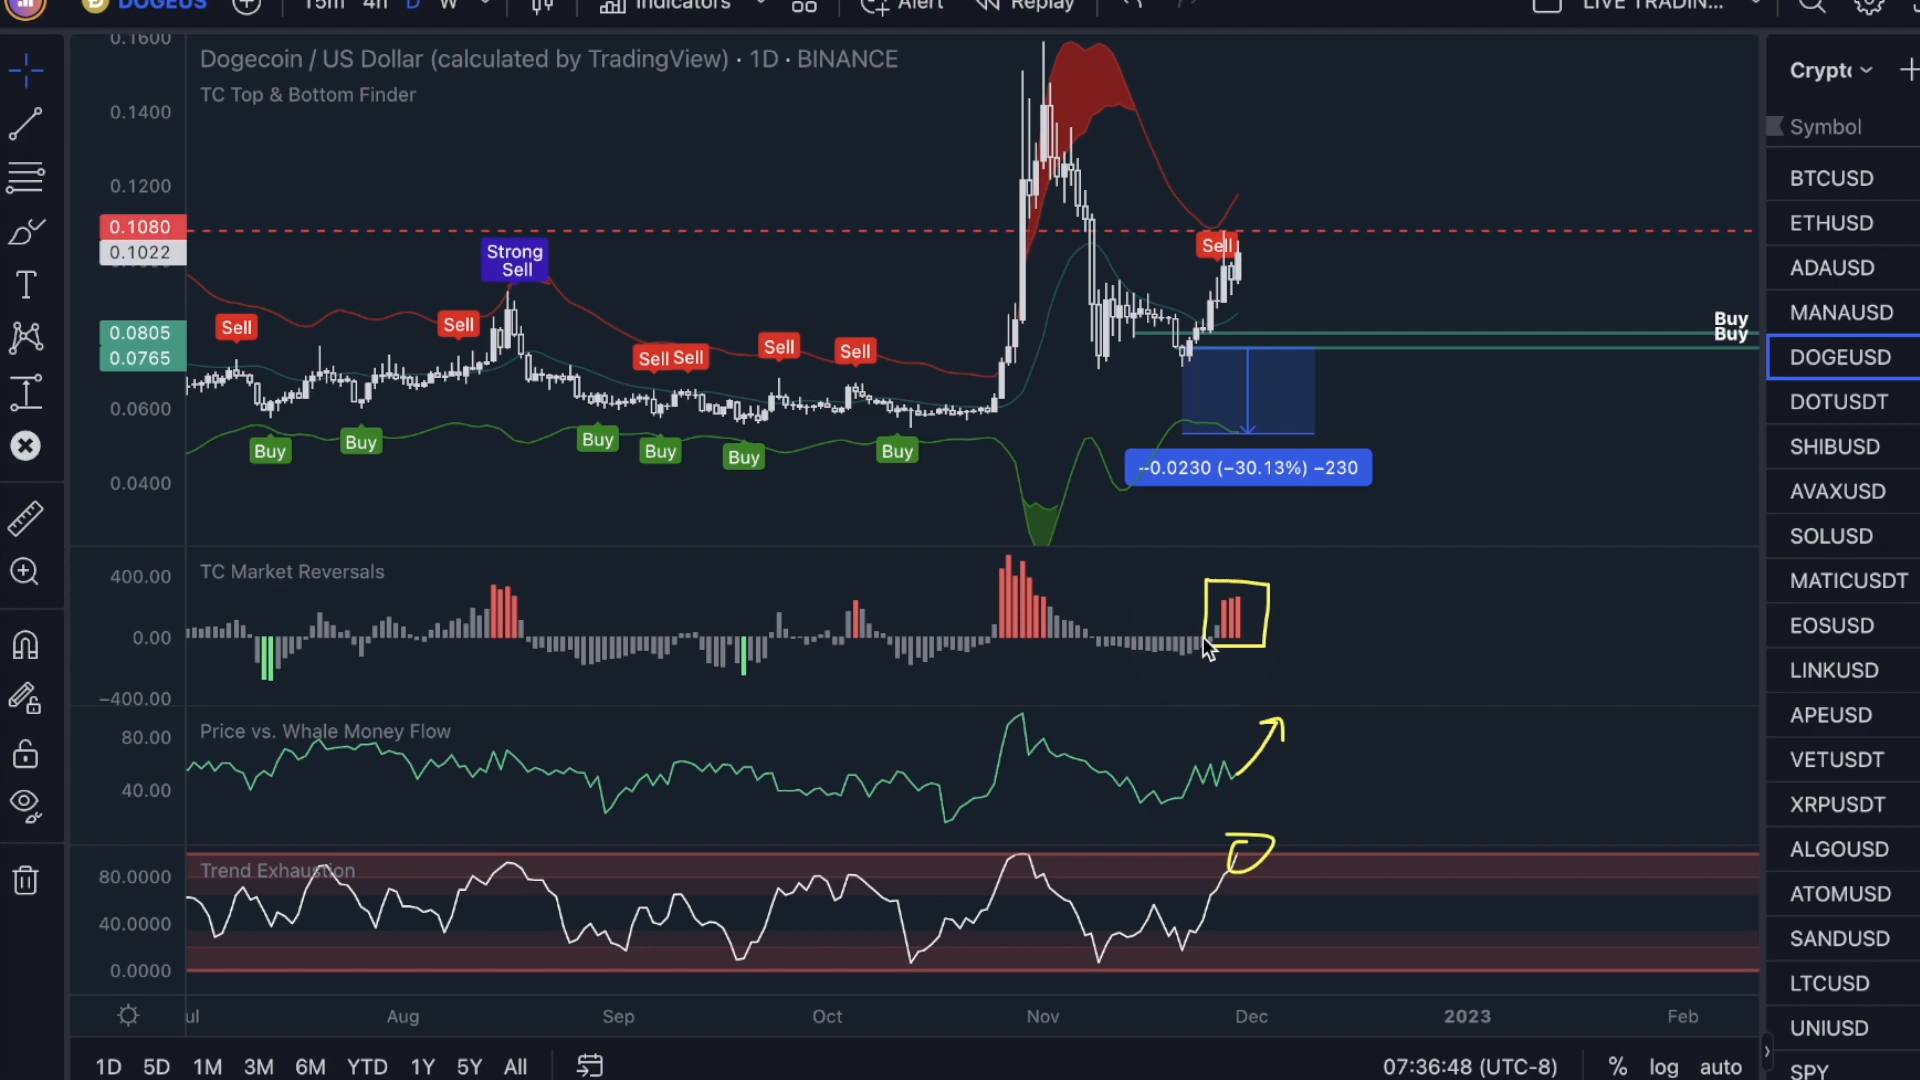 DOGEUS 15m 4h D W Indicators Alert Replay LIVE TRADIN...
0.1600
Dogecoin / US Dollar (calculated by TradingView) · 1D · BINANCE
TC Top & Bottom Finder
0.1400
0.1200
0.1080
0.1022
0.0805
0.0765
0.0600
0.0400
Strong
Sell
Sell
Sell
Sell Sell
Sell
Sell
Sell
Buy
Buy
Buy
Buy
Buy
Buy
Buy
Buy
--0.0230 (−30.13%) −230
TC Market Reversals
400.00
0.00
−400.00
Price vs. Whale Money Flow
80.00
40.00
Trend Exhaustion
80.0000
40.0000
0.0000
ul Aug Sep Oct Nov Dec 2023 Feb
1D 5D 1M 3M 6M YTD 1Y 5Y All
07:36:48 (UTC-8) % log auto
Crypto
Symbol
BTCUSD
ETHUSD
ADAUSD
MANAUSD
DOGEUSD
DOTUSDT
SHIBUSD
AVAXUSD
SOLUSD
MATICUSDT
EOSUSD
LINKUSD
APEUSD
VETUSDT
XRPUSDT
ALGOUSD
ATOMUSD
SANDUSD
LTCUSD
UNIUSD
SPY